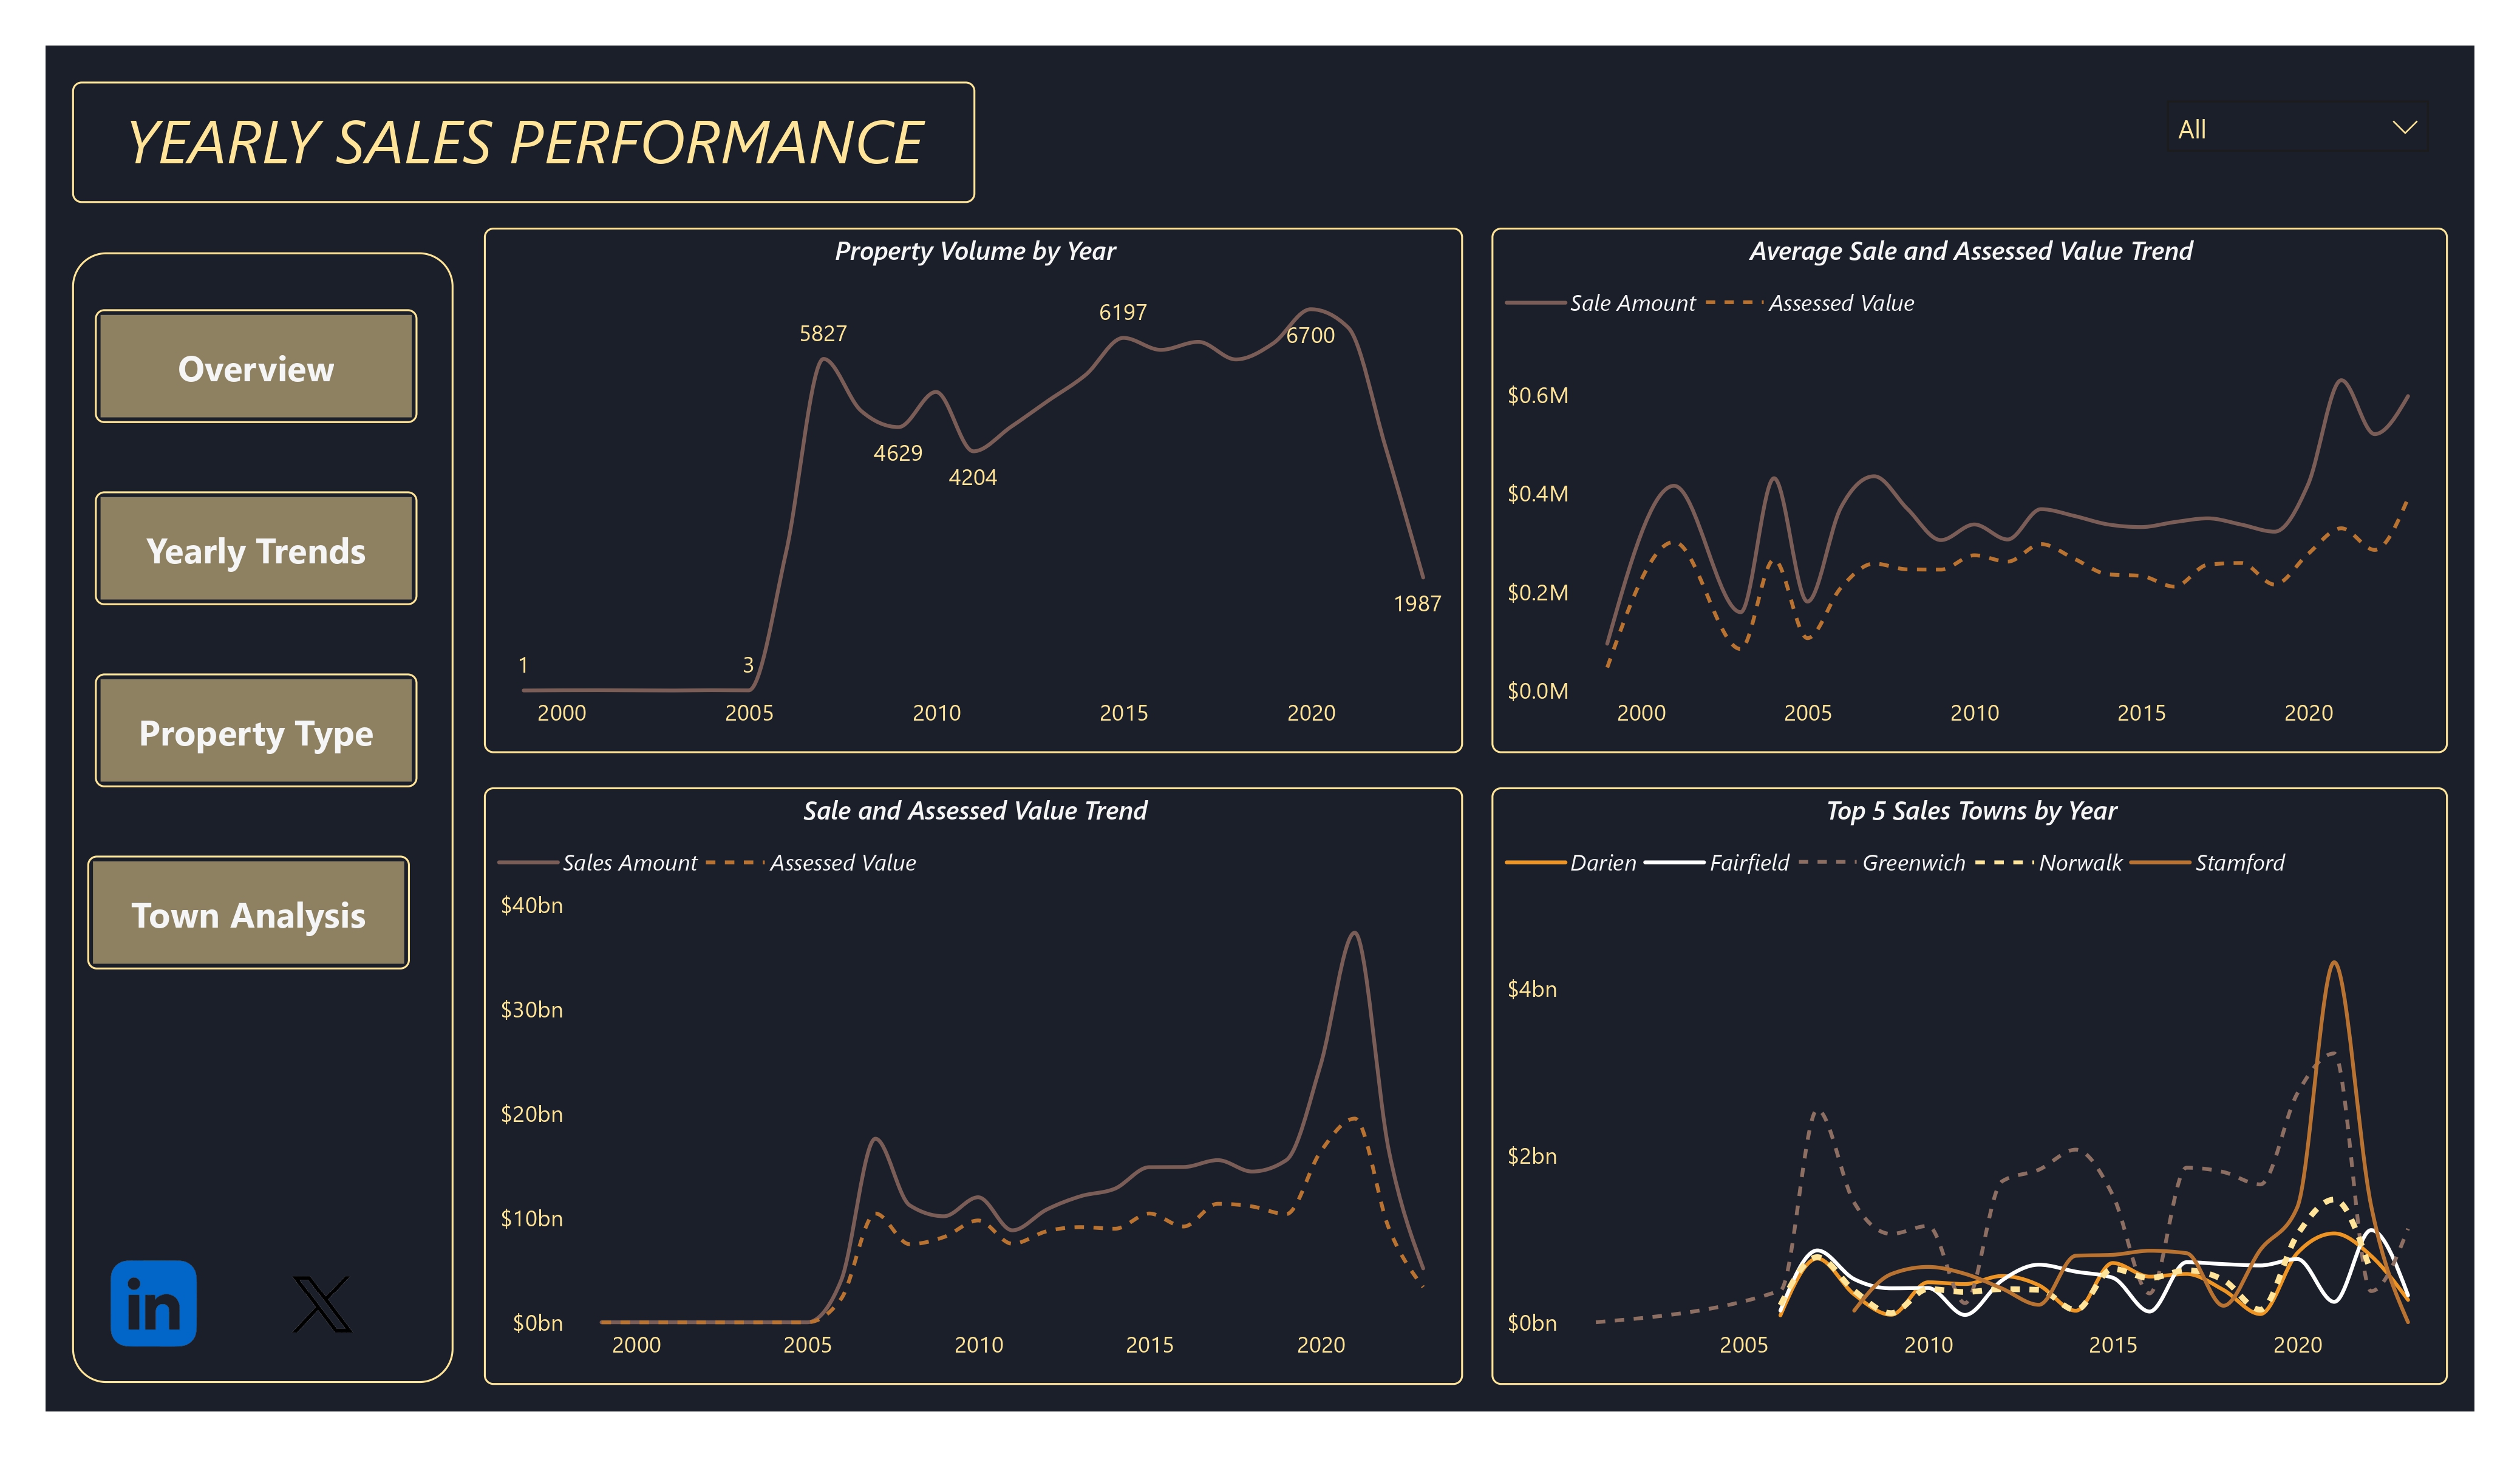 YEARLY SALES PERFORMANCE
All
Overview
Yearly Trends
Property Type
Town Analysis
in
X
Property Volume by Year
5827
6197
6700
4629
4204
1987
1
3
2000 2005 2010 2015 2020
Average Sale and Assessed Value Trend
Sale Amount Assessed Value
$0.6M
$0.4M
$0.2M
$0.0M
2000 2005 2010 2015 2020
Sale and Assessed Value Trend
Sales Amount Assessed Value
$40bn
$30bn
$20bn
$10bn
$0bn
2000 2005 2010 2015 2020
Top 5 Sales Towns by Year
Darien Fairfield Greenwich Norwalk Stamford
$4bn
$2bn
$0bn
2005 2010 2015 2020